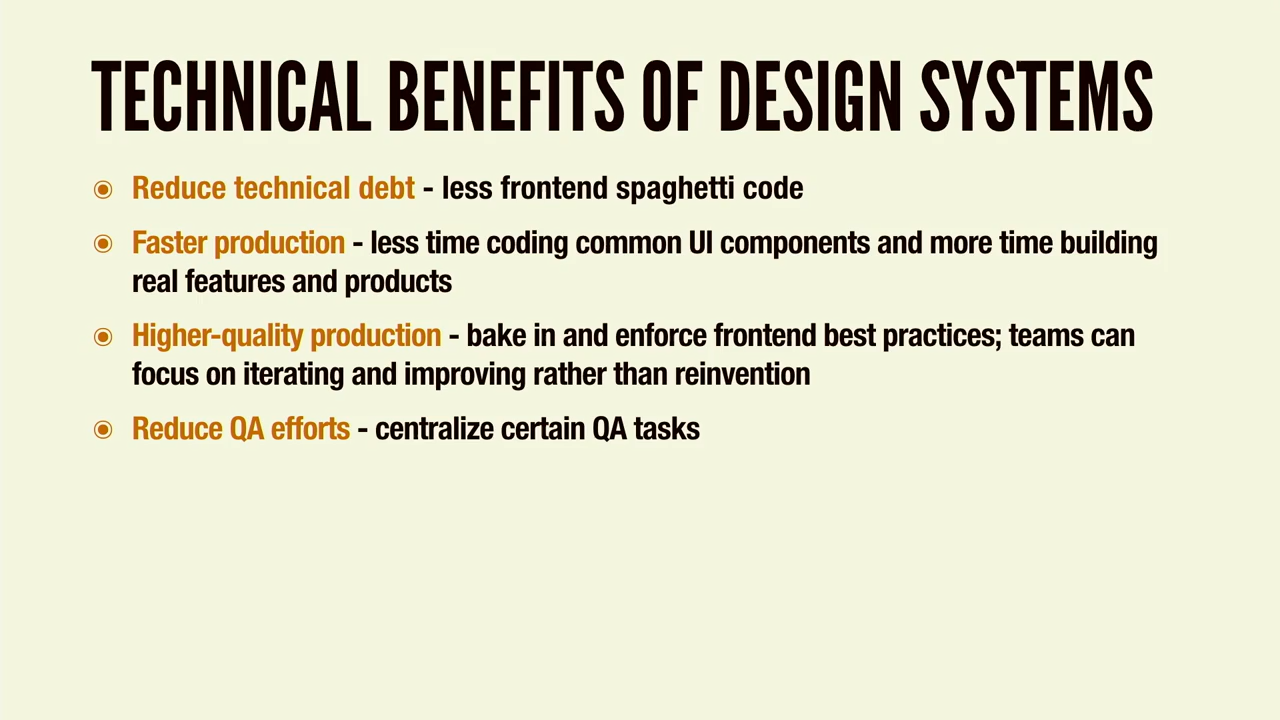 TECHNICAL BENEFITS OF DESIGN SYSTEMS
Reduce technical debt - less frontend spaghetti code
Faster production - less time coding common UI components and more time building
real features and products
Higher-quality production - bake in and enforce frontend best practices; teams can
focus on iterating and improving rather than reinvention
Reduce QA efforts - centralize certain QA tasks